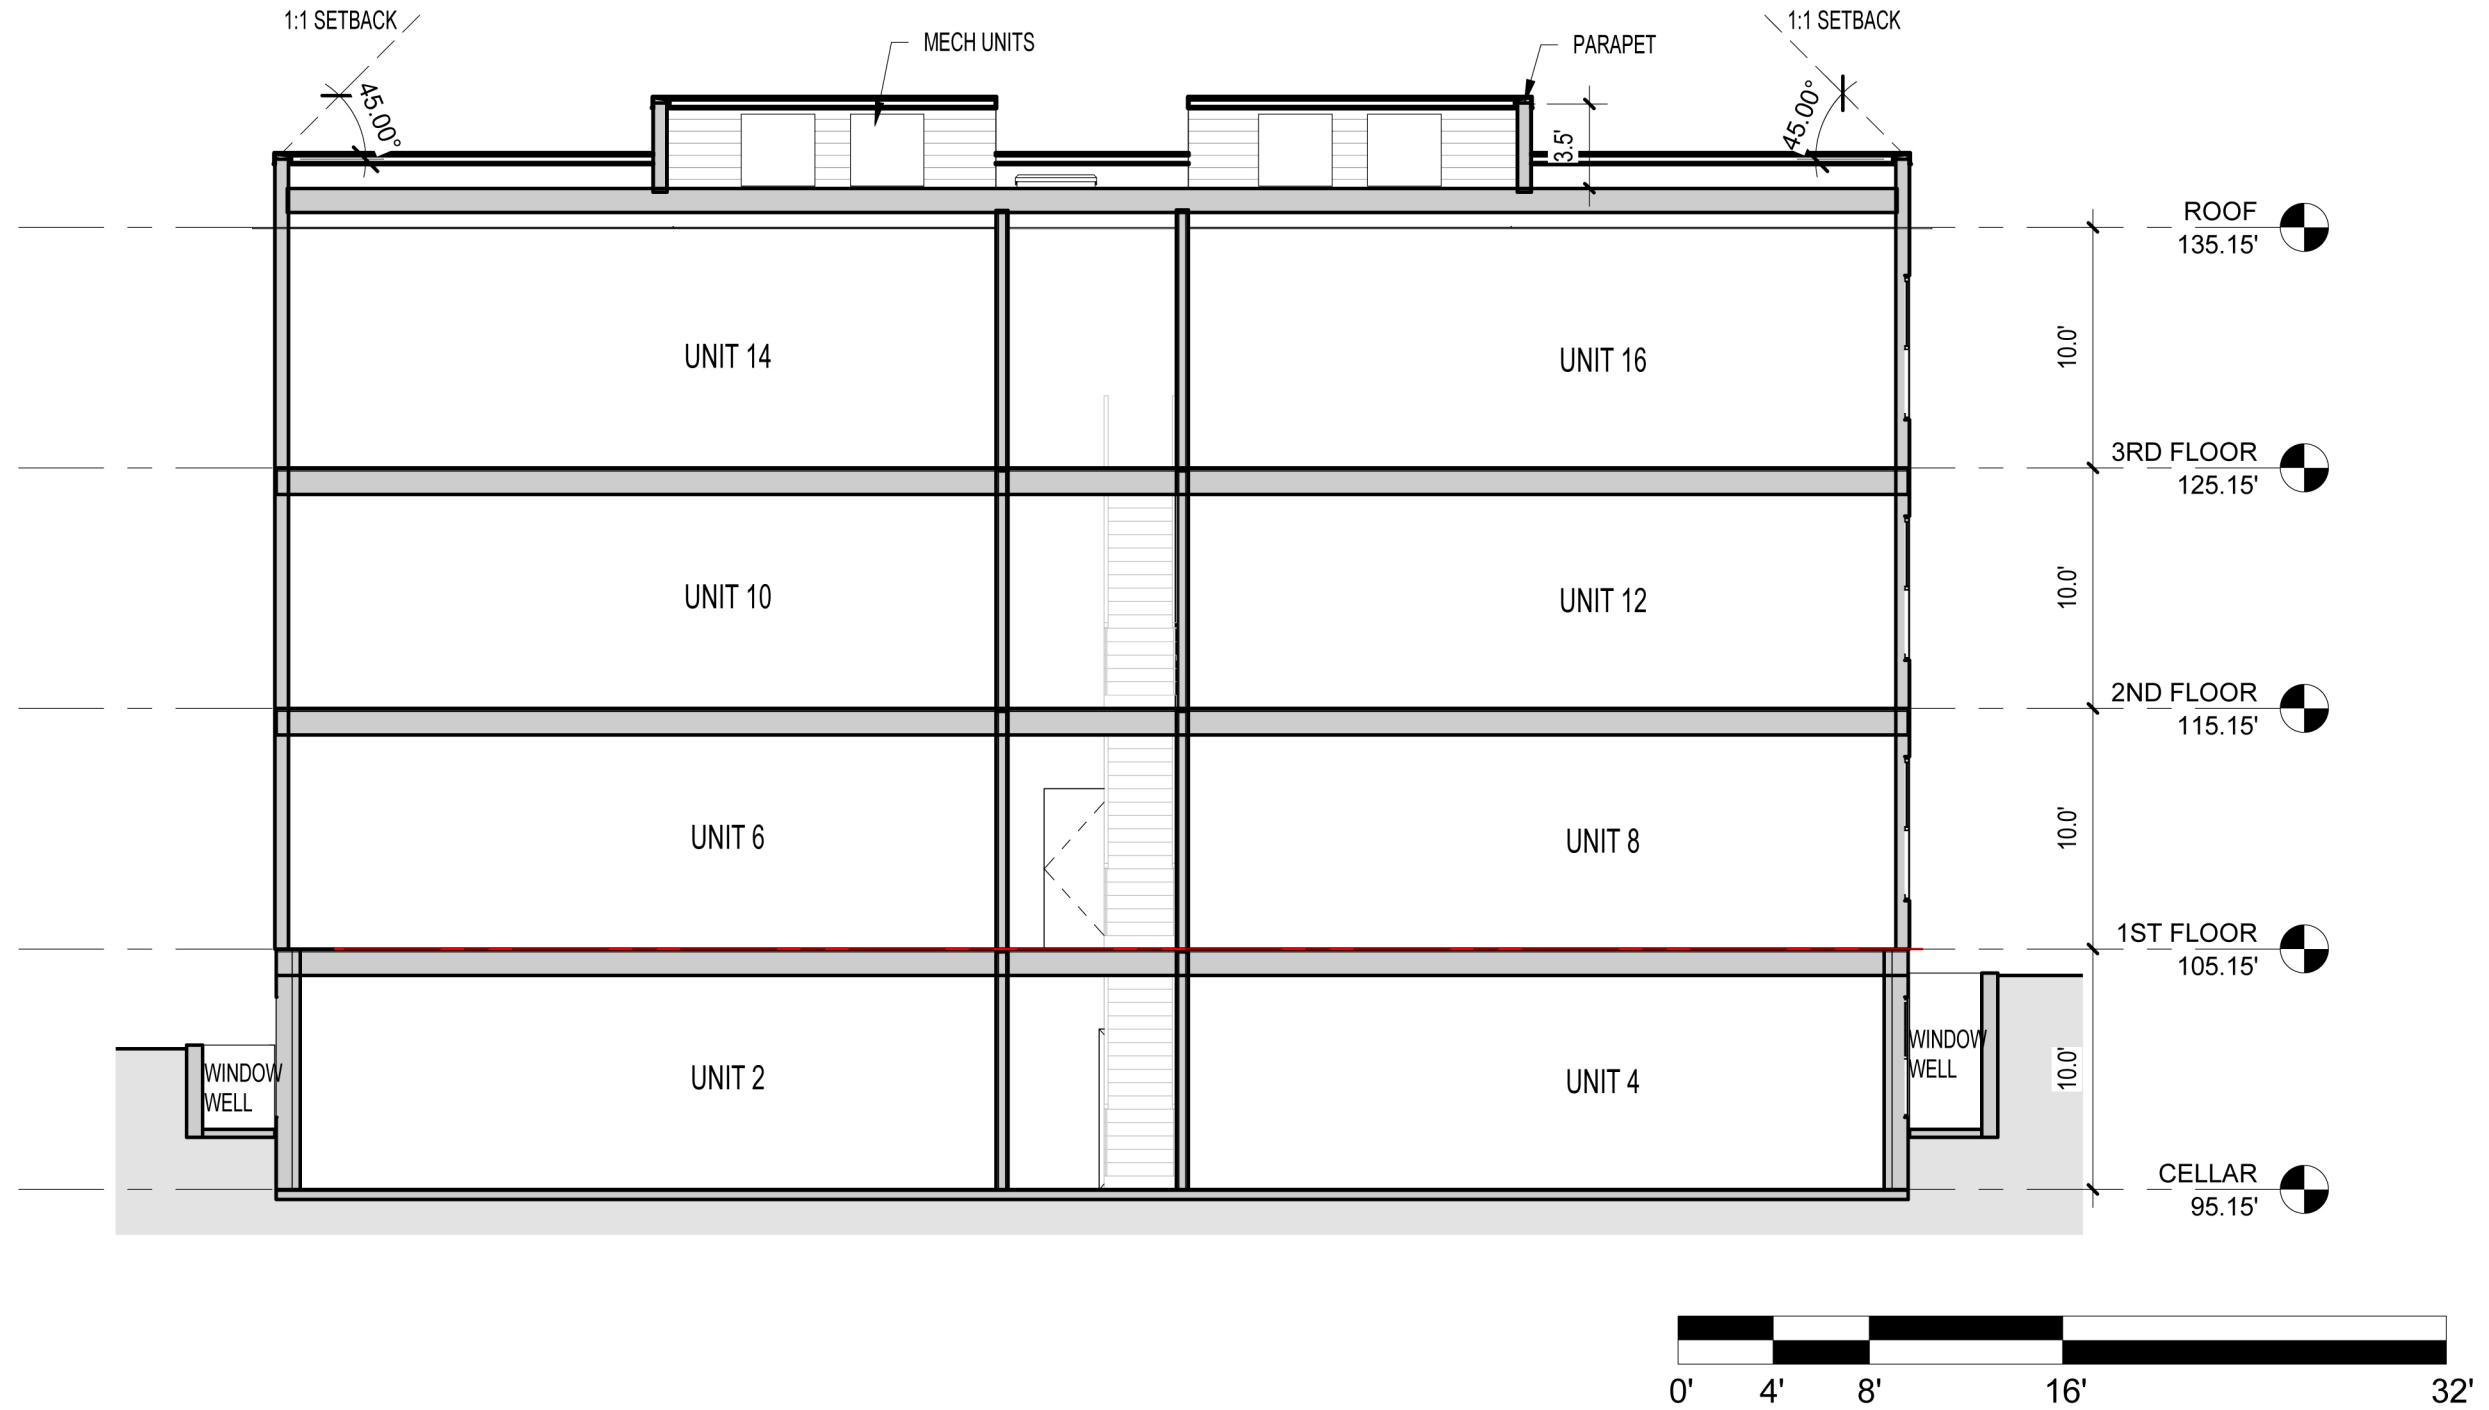 1:1 SETBACK
MECH UNITS
PARAPET
1:1 SETBACK
45.00°
45.00°
3.5'
ROOF
135.15'
UNIT 14
UNIT 16
10.0'
3RD FLOOR
125.15'
UNIT 10
UNIT 12
10.0'
2ND FLOOR
115.15'
UNIT 6
UNIT 8
10.0'
1ST FLOOR
105.15'
WINDOW
WELL
UNIT 2
UNIT 4
WINDOW
WELL
10.0'
CELLAR
95.15'
0' 4' 8' 16' 32'